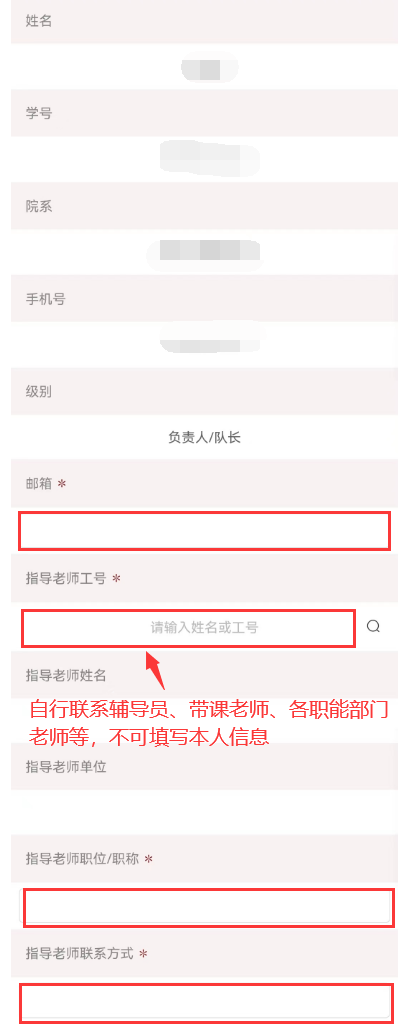 姓名
学号
院系
手机号
级别
负责人/队长
邮箱 *
指导老师工号 *
请输入姓名或工号
指导老师姓名
自行联系辅导员、带课老师、各职能部门
老师等，不可填写本人信息
指导老师单位
指导老师职位/职称 *
指导老师联系方式 *